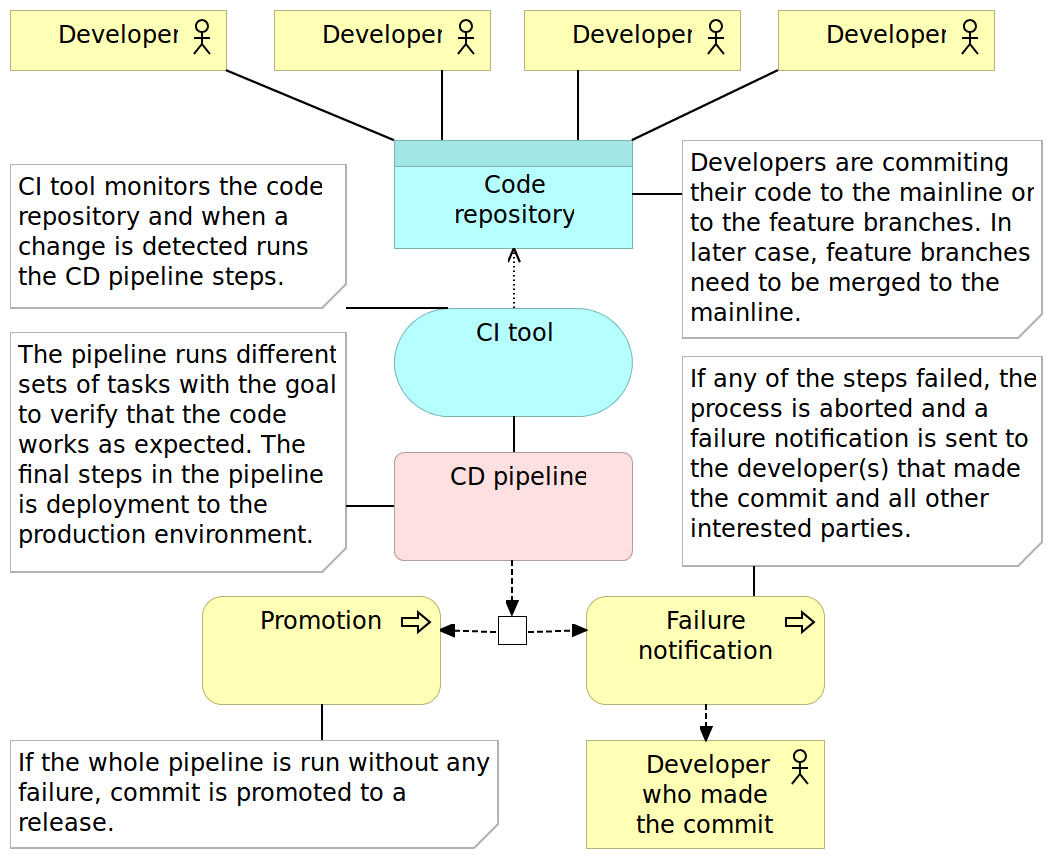 Developer
Developer
Developer
Developer
CI tool monitors the code
repository and when a
change is detected runs
the CD pipeline steps.
Code
repository
Developers are commiting
their code to the mainline or
to the feature branches. In
later case, feature branches
need to be merged to the
mainline.
CI tool
The pipeline runs different
sets of tasks with the goal
to verify that the code
works as expected. The
final steps in the pipeline
is deployment to the
production environment.
CD pipeline
If any of the steps failed, the
process is aborted and a
failure notification is sent to
the developer(s) that made
the commit and all other
interested parties.
Promotion
Failure
notification
If the whole pipeline is run without any
failure, commit is promoted to a
release.
Developer
who made
the commit